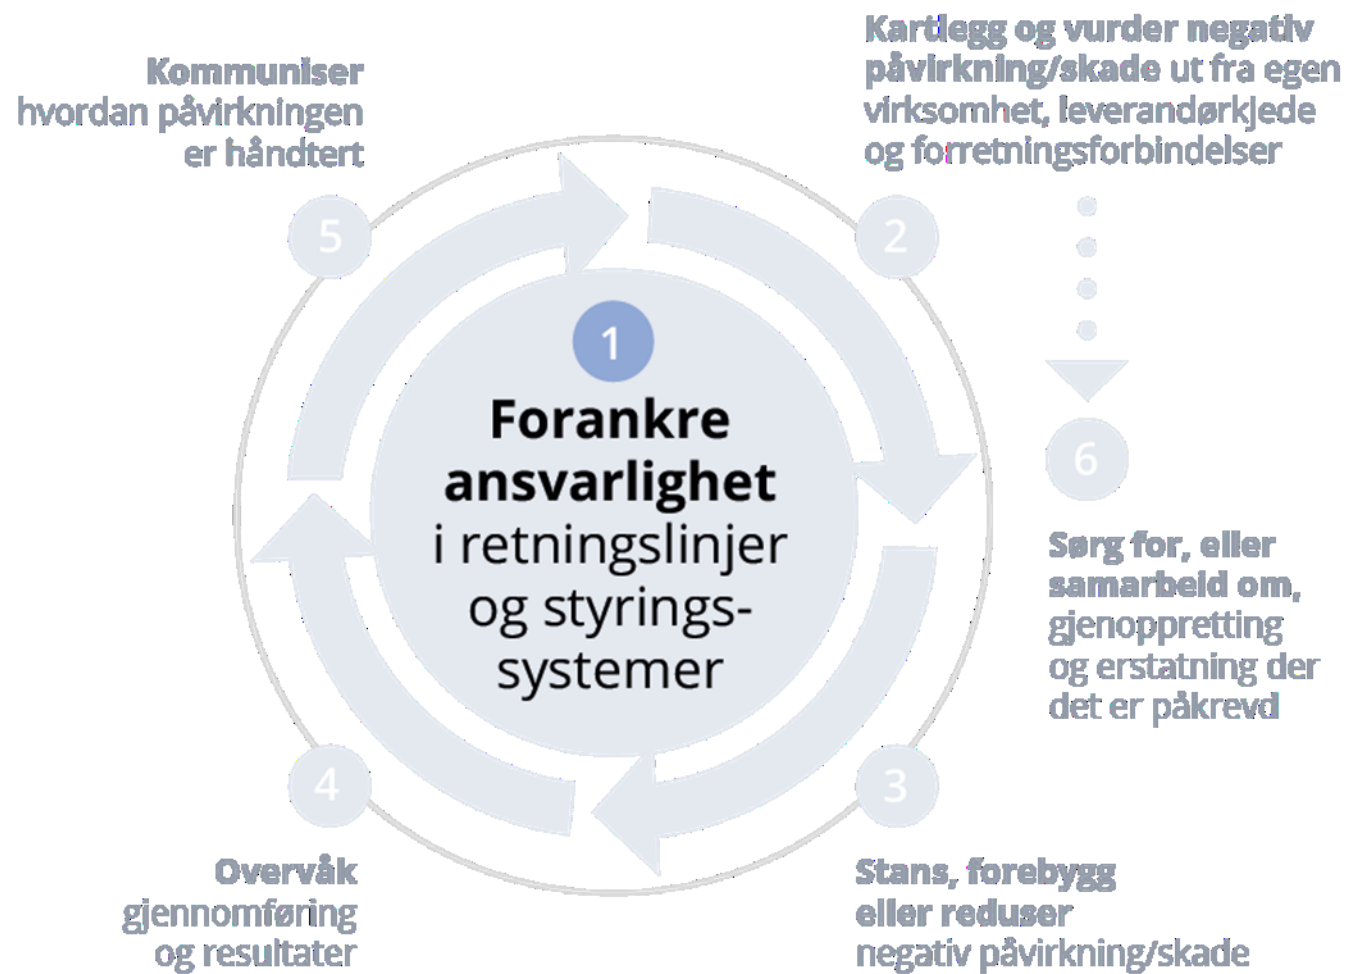 1
Forankre
ansvarlighet
i retningslinjer
og styrings-
systemer
Kartlegg og vurder negativ
påvirkning/skade ut fra egen
virksomhet, leverandørkjede
og forretningsforbindelser
2
3
Stans, forebygg
eller reduser
negativ påvirkning/skade
4
Overvåk
gjennomføring
og resultater
Kommuniser
hvordan påvirkningen
er håndtert
5
6
Sørg for, eller
samarbeid om,
gjenoppretting
og erstatning der
det er påkrevd